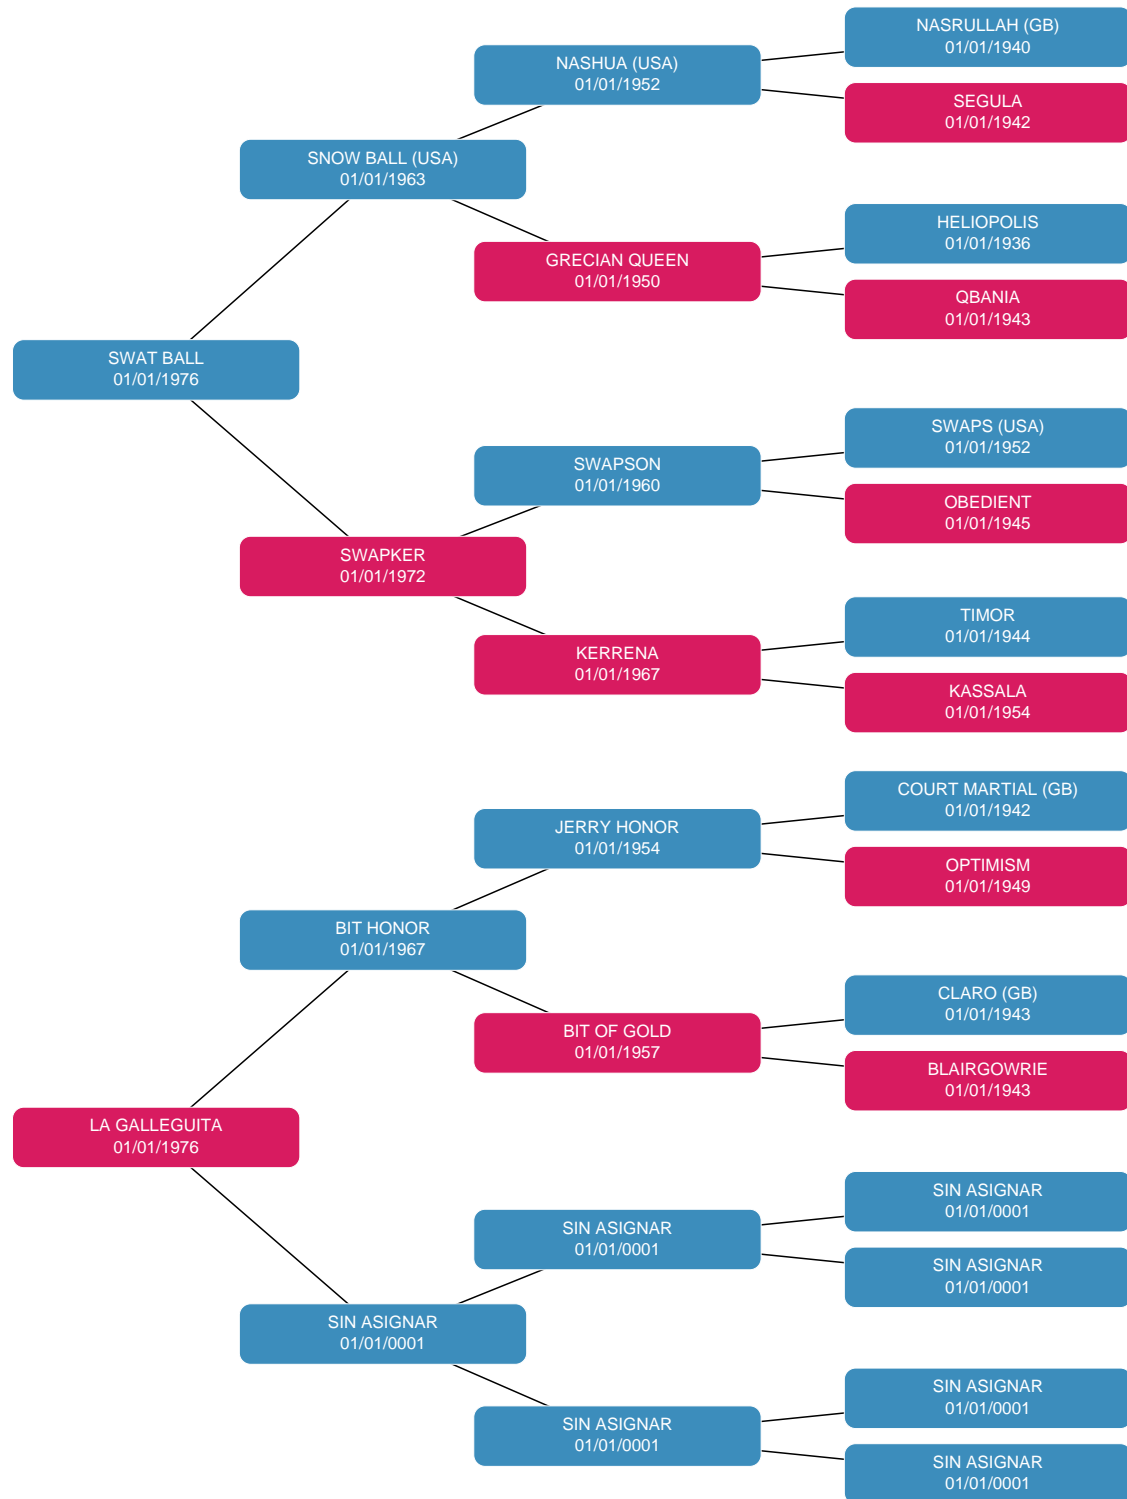 NASRULLAH (GB)
01/01/1940
NASHUA (USA)
01/01/1952
SEGULA
01/01/1942
SNOW BALL (USA)
01/01/1963
HELIOPOLIS
01/01/1936
GRECIAN QUEEN
01/01/1950
QBANIA
01/01/1943
SWAT BALL
01/01/1976
SWAPS (USA)
01/01/1952
SWAPSON
01/01/1960
OBEDIENT
01/01/1945
SWAPKER
01/01/1972
TIMOR
01/01/1944
KERRENA
01/01/1967
KASSALA
01/01/1954
COURT MARTIAL (GB)
01/01/1942
JERRY HONOR
01/01/1954
OPTIMISM
01/01/1949
BIT HONOR
01/01/1967
CLARO (GB)
01/01/1943
BIT OF GOLD
01/01/1957
BLAIRGOWRIE
01/01/1943
LA GALLEGUITA
01/01/1976
SIN ASIGNAR
01/01/0001
SIN ASIGNAR
01/01/0001
SIN ASIGNAR
01/01/0001
SIN ASIGNAR
01/01/0001
SIN ASIGNAR
01/01/0001
SIN ASIGNAR
01/01/0001
SIN ASIGNAR
01/01/0001